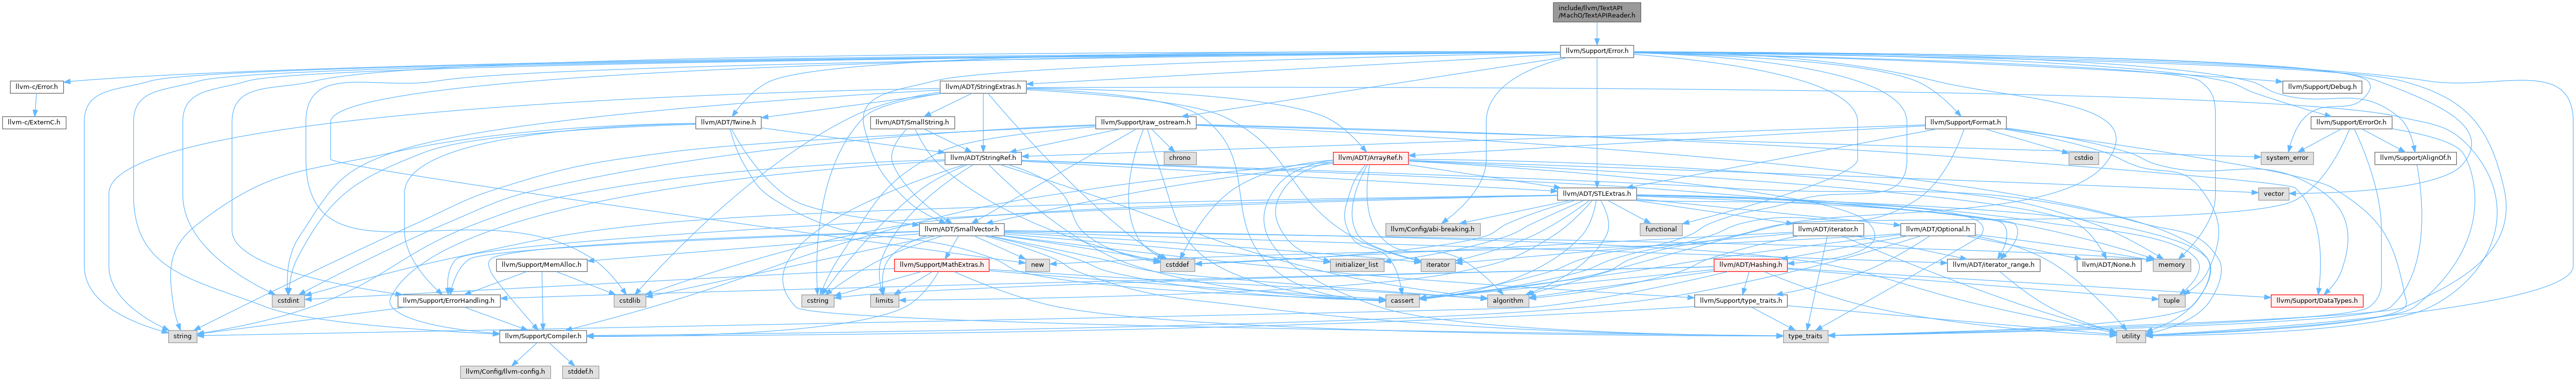 include/llvm/TextAPI
/MachO/TextAPIReader.h
llvm/Support/Error.h
llvm-c/Error.h
llvm/ADT/StringExtras.h
llvm/Support/Debug.h
llvm-c/ExternC.h
llvm/ADT/Twine.h
llvm/ADT/SmallString.h
llvm/Support/raw_ostream.h
llvm/Support/Format.h
llvm/Support/ErrorOr.h
llvm/ADT/StringRef.h
chrono
llvm/ADT/ArrayRef.h
cstdio
system_error
llvm/Support/AlignOf.h
llvm/ADT/STLExtras.h
vector
llvm/ADT/SmallVector.h
llvm/Config/abi-breaking.h
functional
llvm/ADT/iterator.h
llvm/ADT/Optional.h
llvm/Support/MemAlloc.h
llvm/Support/MathExtras.h
new
cstddef
initializer_list
iterator
llvm/ADT/Hashing.h
llvm/ADT/iterator_range.h
llvm/ADT/None.h
memory
cstdint
llvm/Support/ErrorHandling.h
cstdlib
cstring
limits
cassert
algorithm
llvm/Support/type_traits.h
tuple
llvm/Support/DataTypes.h
string
llvm/Support/Compiler.h
type_traits
utility
llvm/Config/llvm-config.h
stddef.h